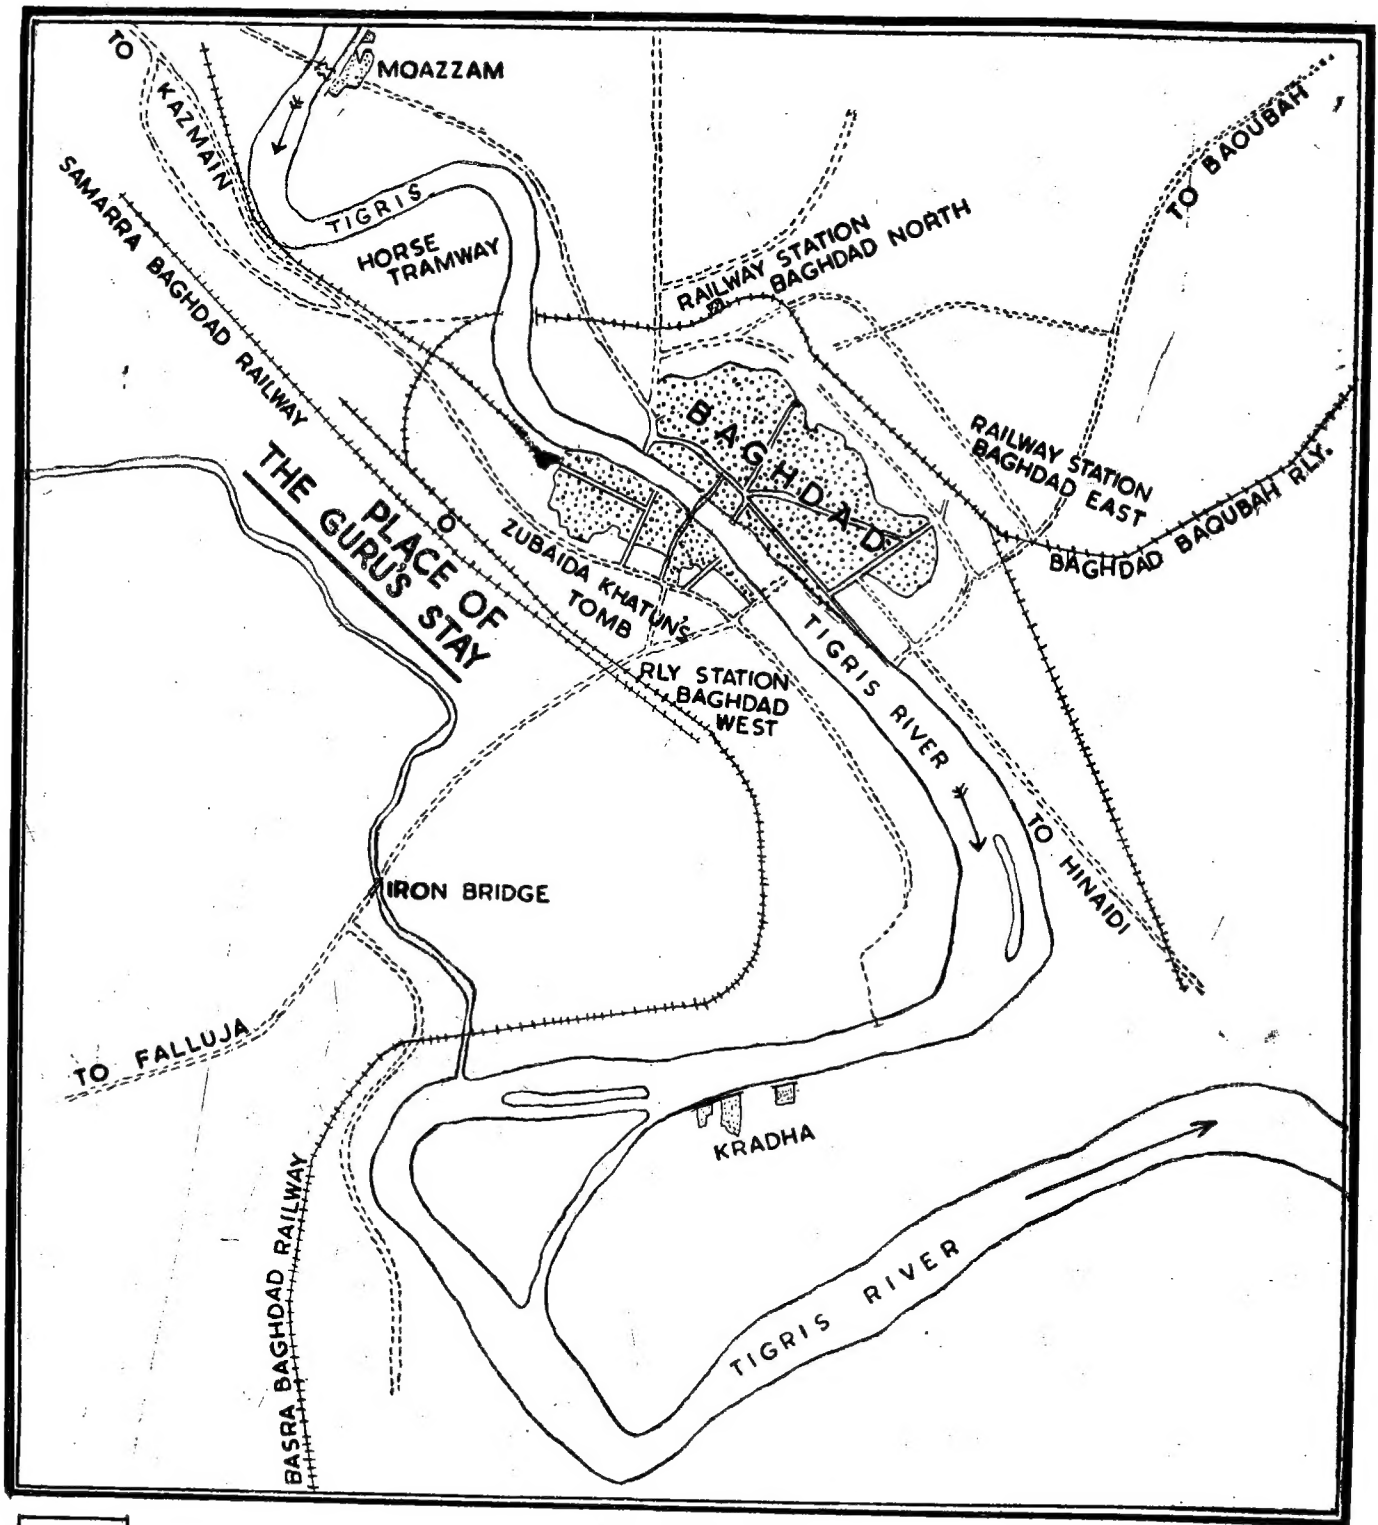 TO KAZMAIN
MOAZZAM
SAMARRA BAGHDAD RAILWAY
TIGRIS
HORSE
TRAMWAY
RAILWAY STATION
BAGHDAD NORTH
TO BAOUBAH
BAGHDAD
RAILWAY STATION
BAGHDAD EAST
BAGHDAD BAQUBAH RLY.
PLACE OF
THE GURU'S STAY
ZUBAIDA KHATUN'S
TOMB
RLY STATION
BAGHDAD
WEST
TIGRIS RIVER
TO HINAIDI
IRON BRIDGE
TO FALLUJA
KRADHA
BASRA BAGHDAD RAILWAY
TIGRIS RIVER